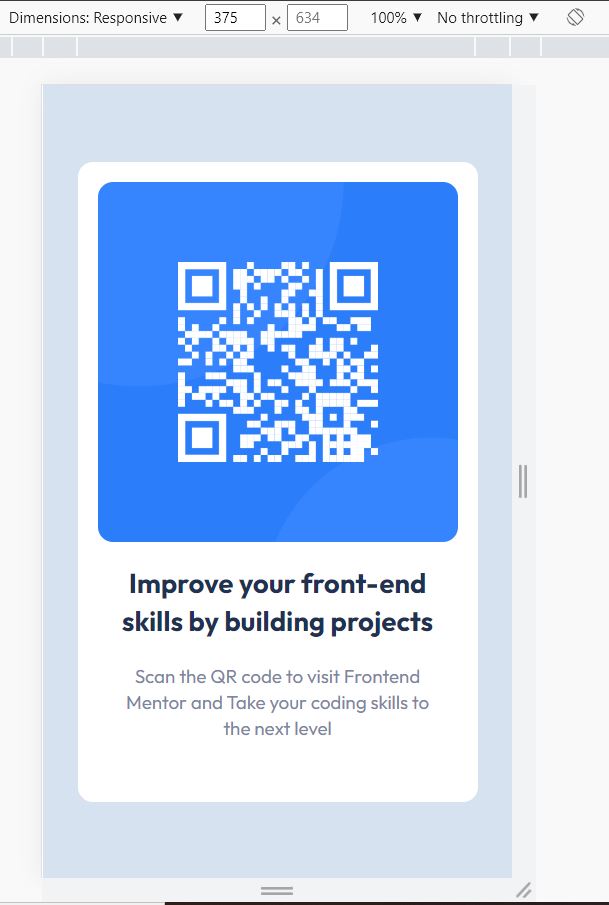 Dimensions: Responsive ▼ 375 × 634 100% ▼ No throttling ▼
Improve your front-end
skills by building projects
Scan the QR code to visit Frontend
Mentor and Take your coding skills to
the next level